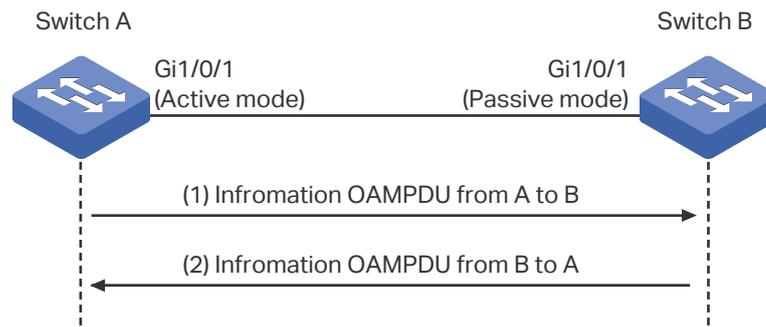 Switch A
Switch B
Gi1/0/1
(Active mode)
Gi1/0/1
(Passive mode)
(1) Infromation OAMPDU from A to B
(2) Infromation OAMPDU from B to A